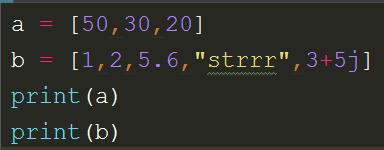 a = [50,30,20]
b = [1,2,5.6,"strrr",3+5j]
print(a)
print(b)